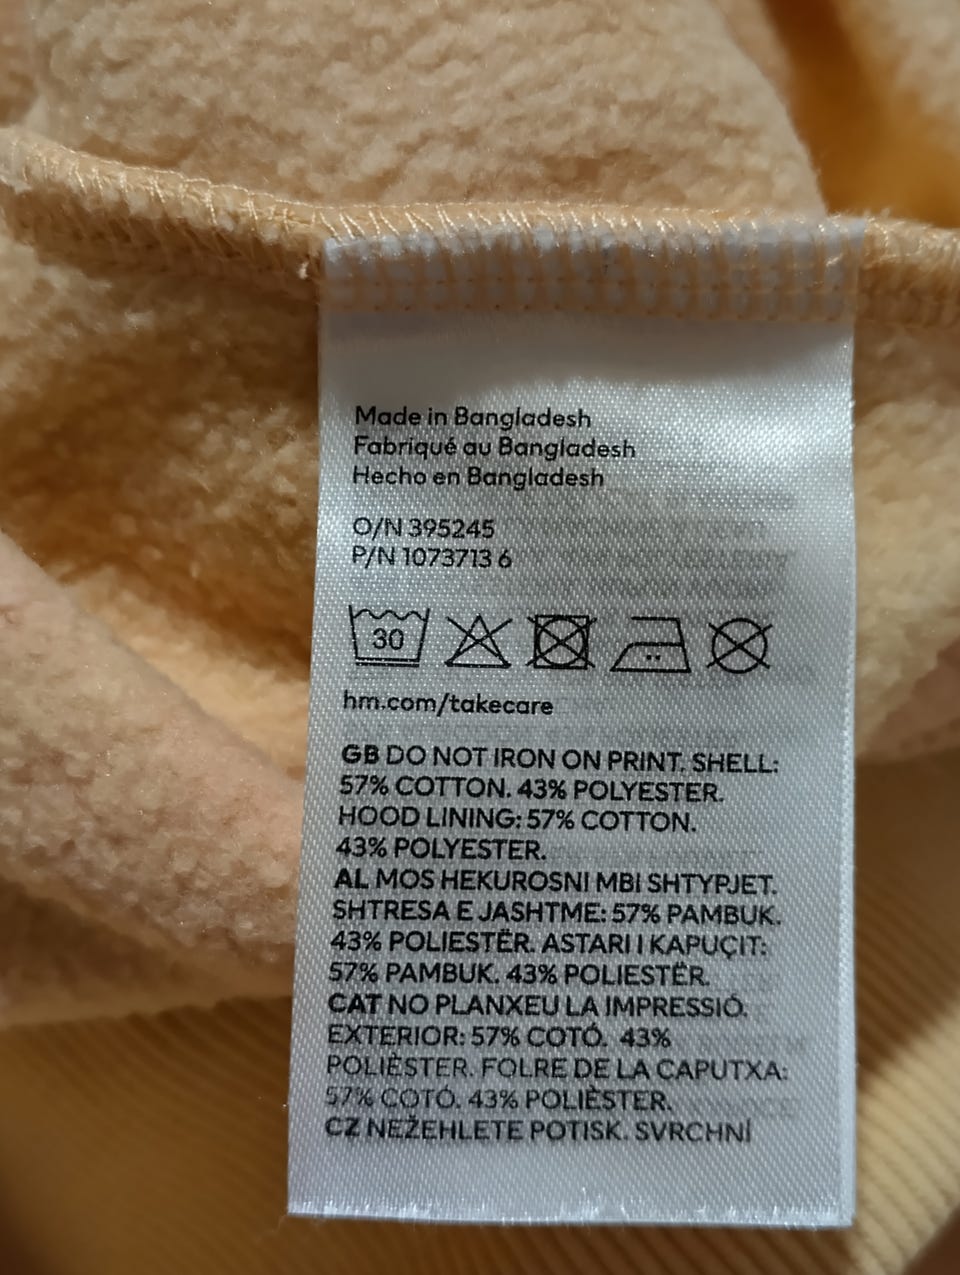 Made in Bangladesh
Fabriqué au Bangladesh
Hecho en Bangladesh
O/N 395245
P/N 1073713 6
30
hm.com/takecare
GB DO NOT IRON ON PRINT. SHELL:
57% COTTON. 43% POLYESTER.
HOOD LINING: 57% COTTON.
43% POLYESTER.
AL MOS HEKUROSNI MBI SHTYPJET.
SHTRESA E JASHTME: 57% PAMBUK.
43% POLIESTËR. ASTARI I KAPUÇIT:
57% PAMBUK. 43% POLIESTËR.
CAT NO PLANXEU LA IMPRESSIÓ.
EXTERIOR: 57% COTÓ. 43%
POLIÈSTER. FOLRE DE LA CAPUTXA:
57% COTÓ. 43% POLIÈSTER.
CZ NEŽEHLETE POTISK. SVRCHNÍ